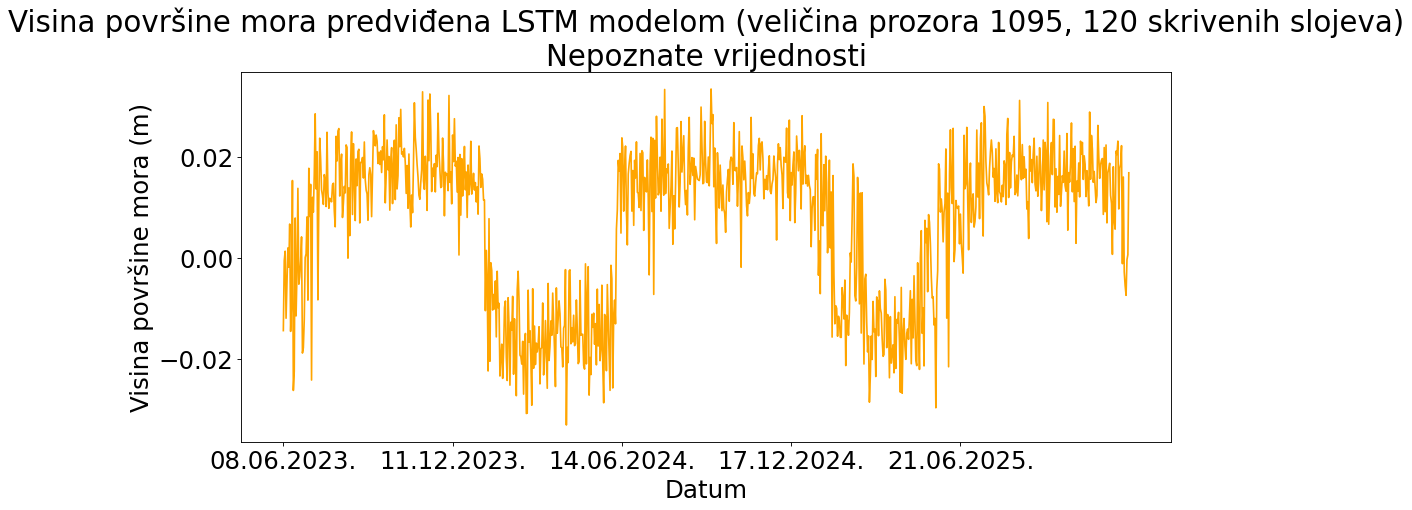 Visina površine mora predviđena LSTM modelom (veličina prozora 1095, 120 skrivenih slojeva)
Nepoznate vrijednosti
Visina površine mora (m)
0.02
0.00
−0.02
08.06.2023. 11.12.2023. 14.06.2024. 17.12.2024. 21.06.2025.
Datum